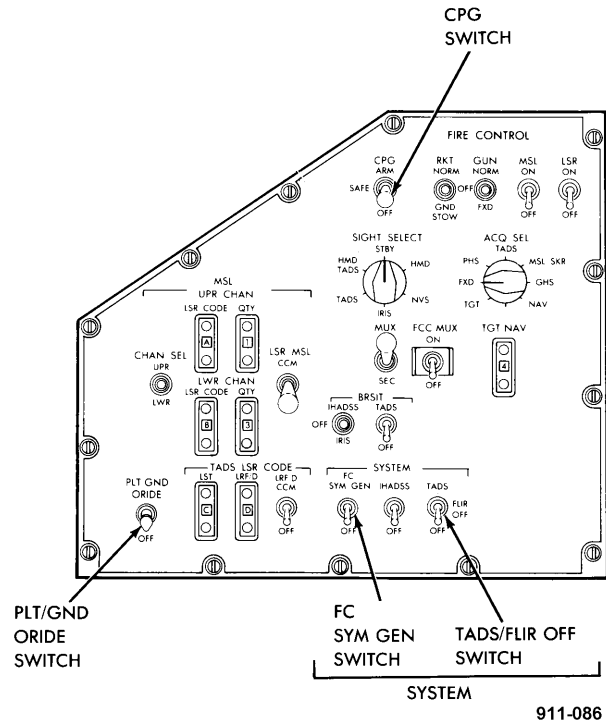 CPG
SWITCH
FIRE CONTROL
CPG
ARM
SAFE
OFF
RKT
NORM
GND
STOW
OFF
GUN
NORM
FXD
MSL
ON
OFF
LSR
ON
OFF
SIGHT SELECT
STBY
HMD
TADS
HMD
TADS
NVS
IRIS
ACQ SEL
TADS
PHS
MSL SKR
FXD
GHS
TGT
NAV
MSL
UPR CHAN
LSR CODE
QTY
A
1
CHAN SEL
UPR
LWR
LSR MSL
CCM
LWR CHAN
LSR CODE
QTY
B
3
MUX
SEC
FCC MUX
ON
OFF
TGT NAV
4
BRSIT
IHADSS
OFF
IRIS
TADS
OFF
PLT GND
ORIDE
OFF
TADS LSR CODE
LST
LRF/D
LRF D
CCM
C
D
OFF
SYSTEM
FC
SYM GEN
OFF
IHADSS
OFF
TADS
FLIR
OFF
OFF
PLT/GND
ORIDE
SWITCH
FC
SYM GEN
SWITCH
TADS/FLIR OFF
SWITCH
SYSTEM
911-086